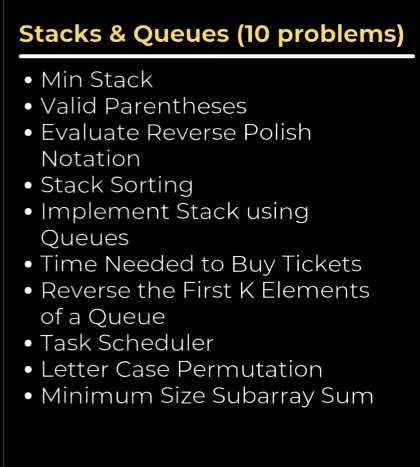 Stacks & Queues (10 problems)
• Min Stack
• Valid Parentheses
• Evaluate Reverse Polish
Notation
• Stack Sorting
• Implement Stack using
Queues
• Time Needed to Buy Tickets
• Reverse the First K Elements
of a Queue
• Task Scheduler
• Letter Case Permutation
• Minimum Size Subarray Sum